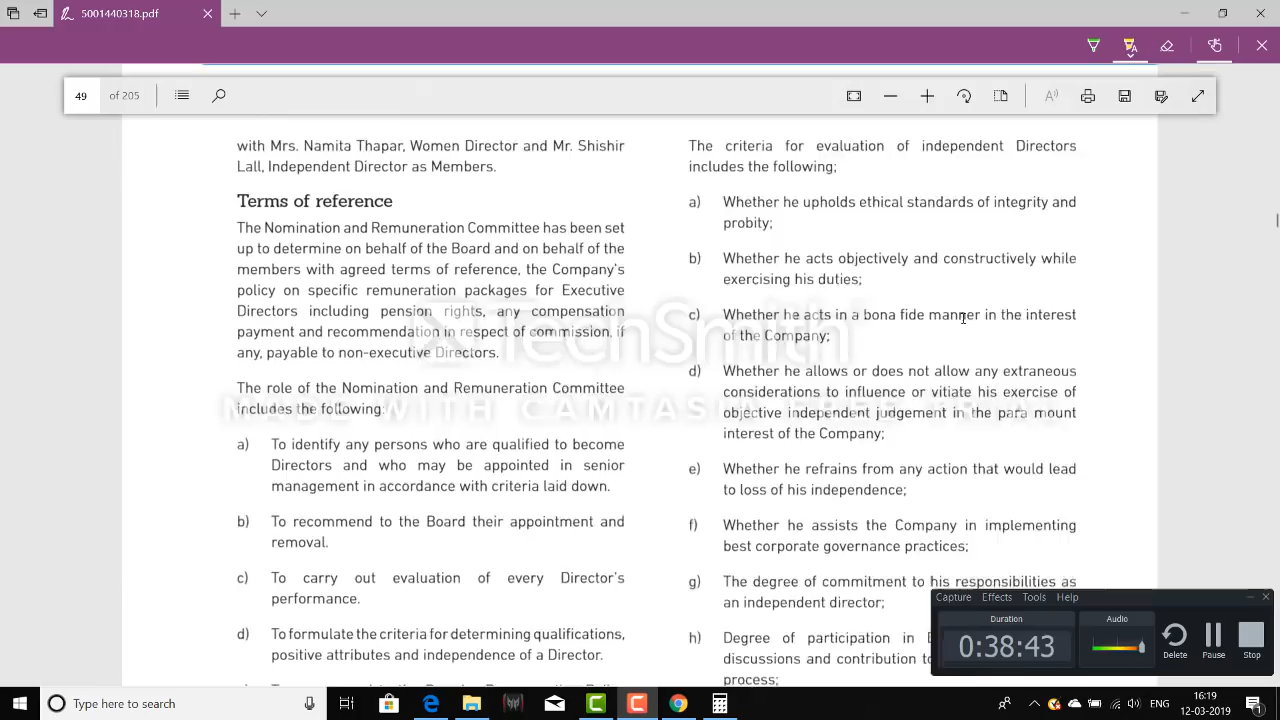 5001440318.pdf
49 of 205
with Mrs. Namita Thapar, Women Director and Mr. Shishir
Lall, Independent Director as Members.
Terms of reference
The Nomination and Remuneration Committee has been set
up to determine on behalf of the Board and on behalf of the
members with agreed terms of reference, the Company's
policy on specific remuneration packages for Executive
Directors including pension rights, any compensation
payment and recommendation in respect of commission, if
any, payable to non-executive Directors.
The role of the Nomination and Remuneration Committee
includes the following:
a) To identify any persons who are qualified to become
Directors and who may be appointed in senior
management in accordance with criteria laid down.
b) To recommend to the Board their appointment and
removal.
c) To carry out evaluation of every Director's
performance.
d) To formulate the criteria for determining qualifications,
positive attributes and independence of a Director.
The criteria for evaluation of independent Directors
includes the following;
a) Whether he upholds ethical standards of integrity and
probity;
b) Whether he acts objectively and constructively while
exercising his duties;
c) Whether he acts in a bona fide manner in the interest
of the Company;
d) Whether he allows or does not allow any extraneous
considerations to influence or vitiate his exercise of
objective independent judgement in the para mount
interest of the Company;
e) Whether he refrains from any action that would lead
to loss of his independence;
f) Whether he assists the Company in implementing
best corporate governance practices;
g) The degree of commitment to his responsibilities as
an independent director;
h) Degree of participation in
discussions and contribution
process;
TechSmith
MADE WITH CAMTASIA FREE TRIAL
Capture Effects Tools Help
Duration Audio
0:38:43
Delete Pause Stop
Type here to search
16:19
12-03-2019